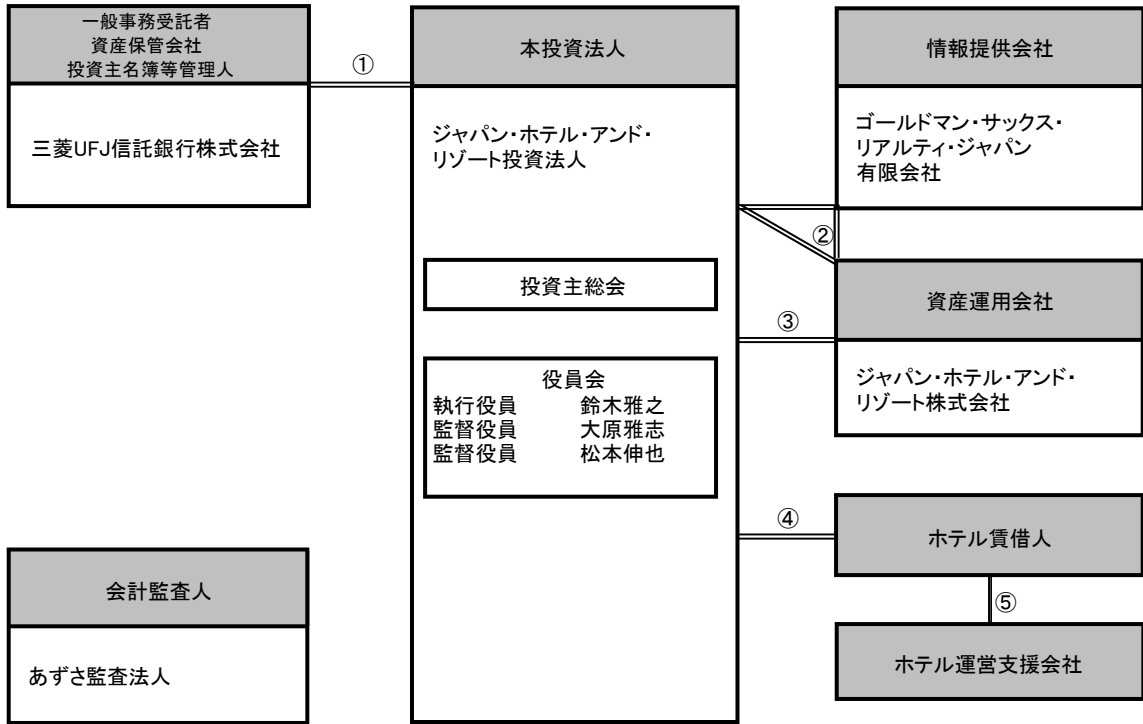 一般事務受託者
資産保管会社
投資主名簿等管理人
三菱UFJ信託銀行株式会社
①
本投資法人
ジャパン・ホテル・アンド・
リゾート投資法人
投資主総会
役員会
執行役員 鈴木雅之
監督役員 大原雅志
監督役員 松本伸也
情報提供会社
ゴールドマン・サックス・
リアルティ・ジャパン
有限会社
②
資産運用会社
③
ジャパン・ホテル・アンド・
リゾート株式会社
④
ホテル賃借人
⑤
ホテル運営支援会社
会計監査人
あずさ監査法人